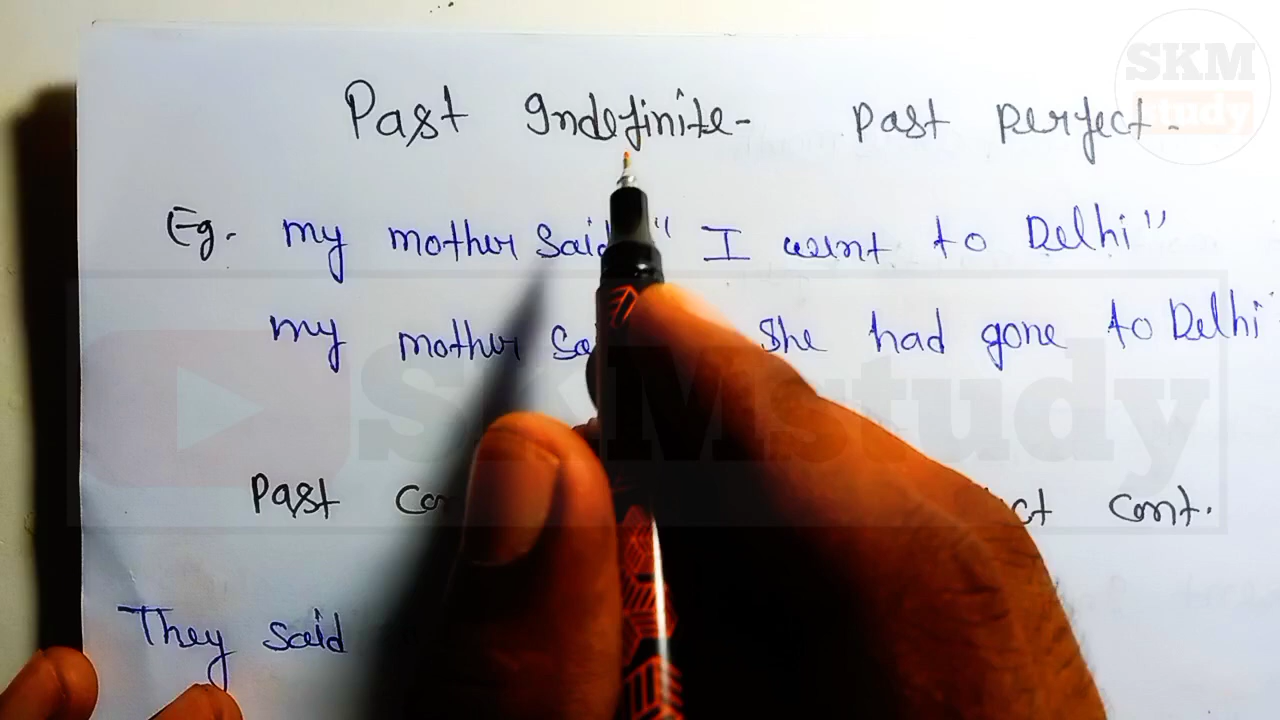 SKM
study
Past Indefinite- Past Perfect-
Eg. my mother Said "I went to Delhi"
my mother She had gone to Delhi"
SKMstudy
Past cont.
They said